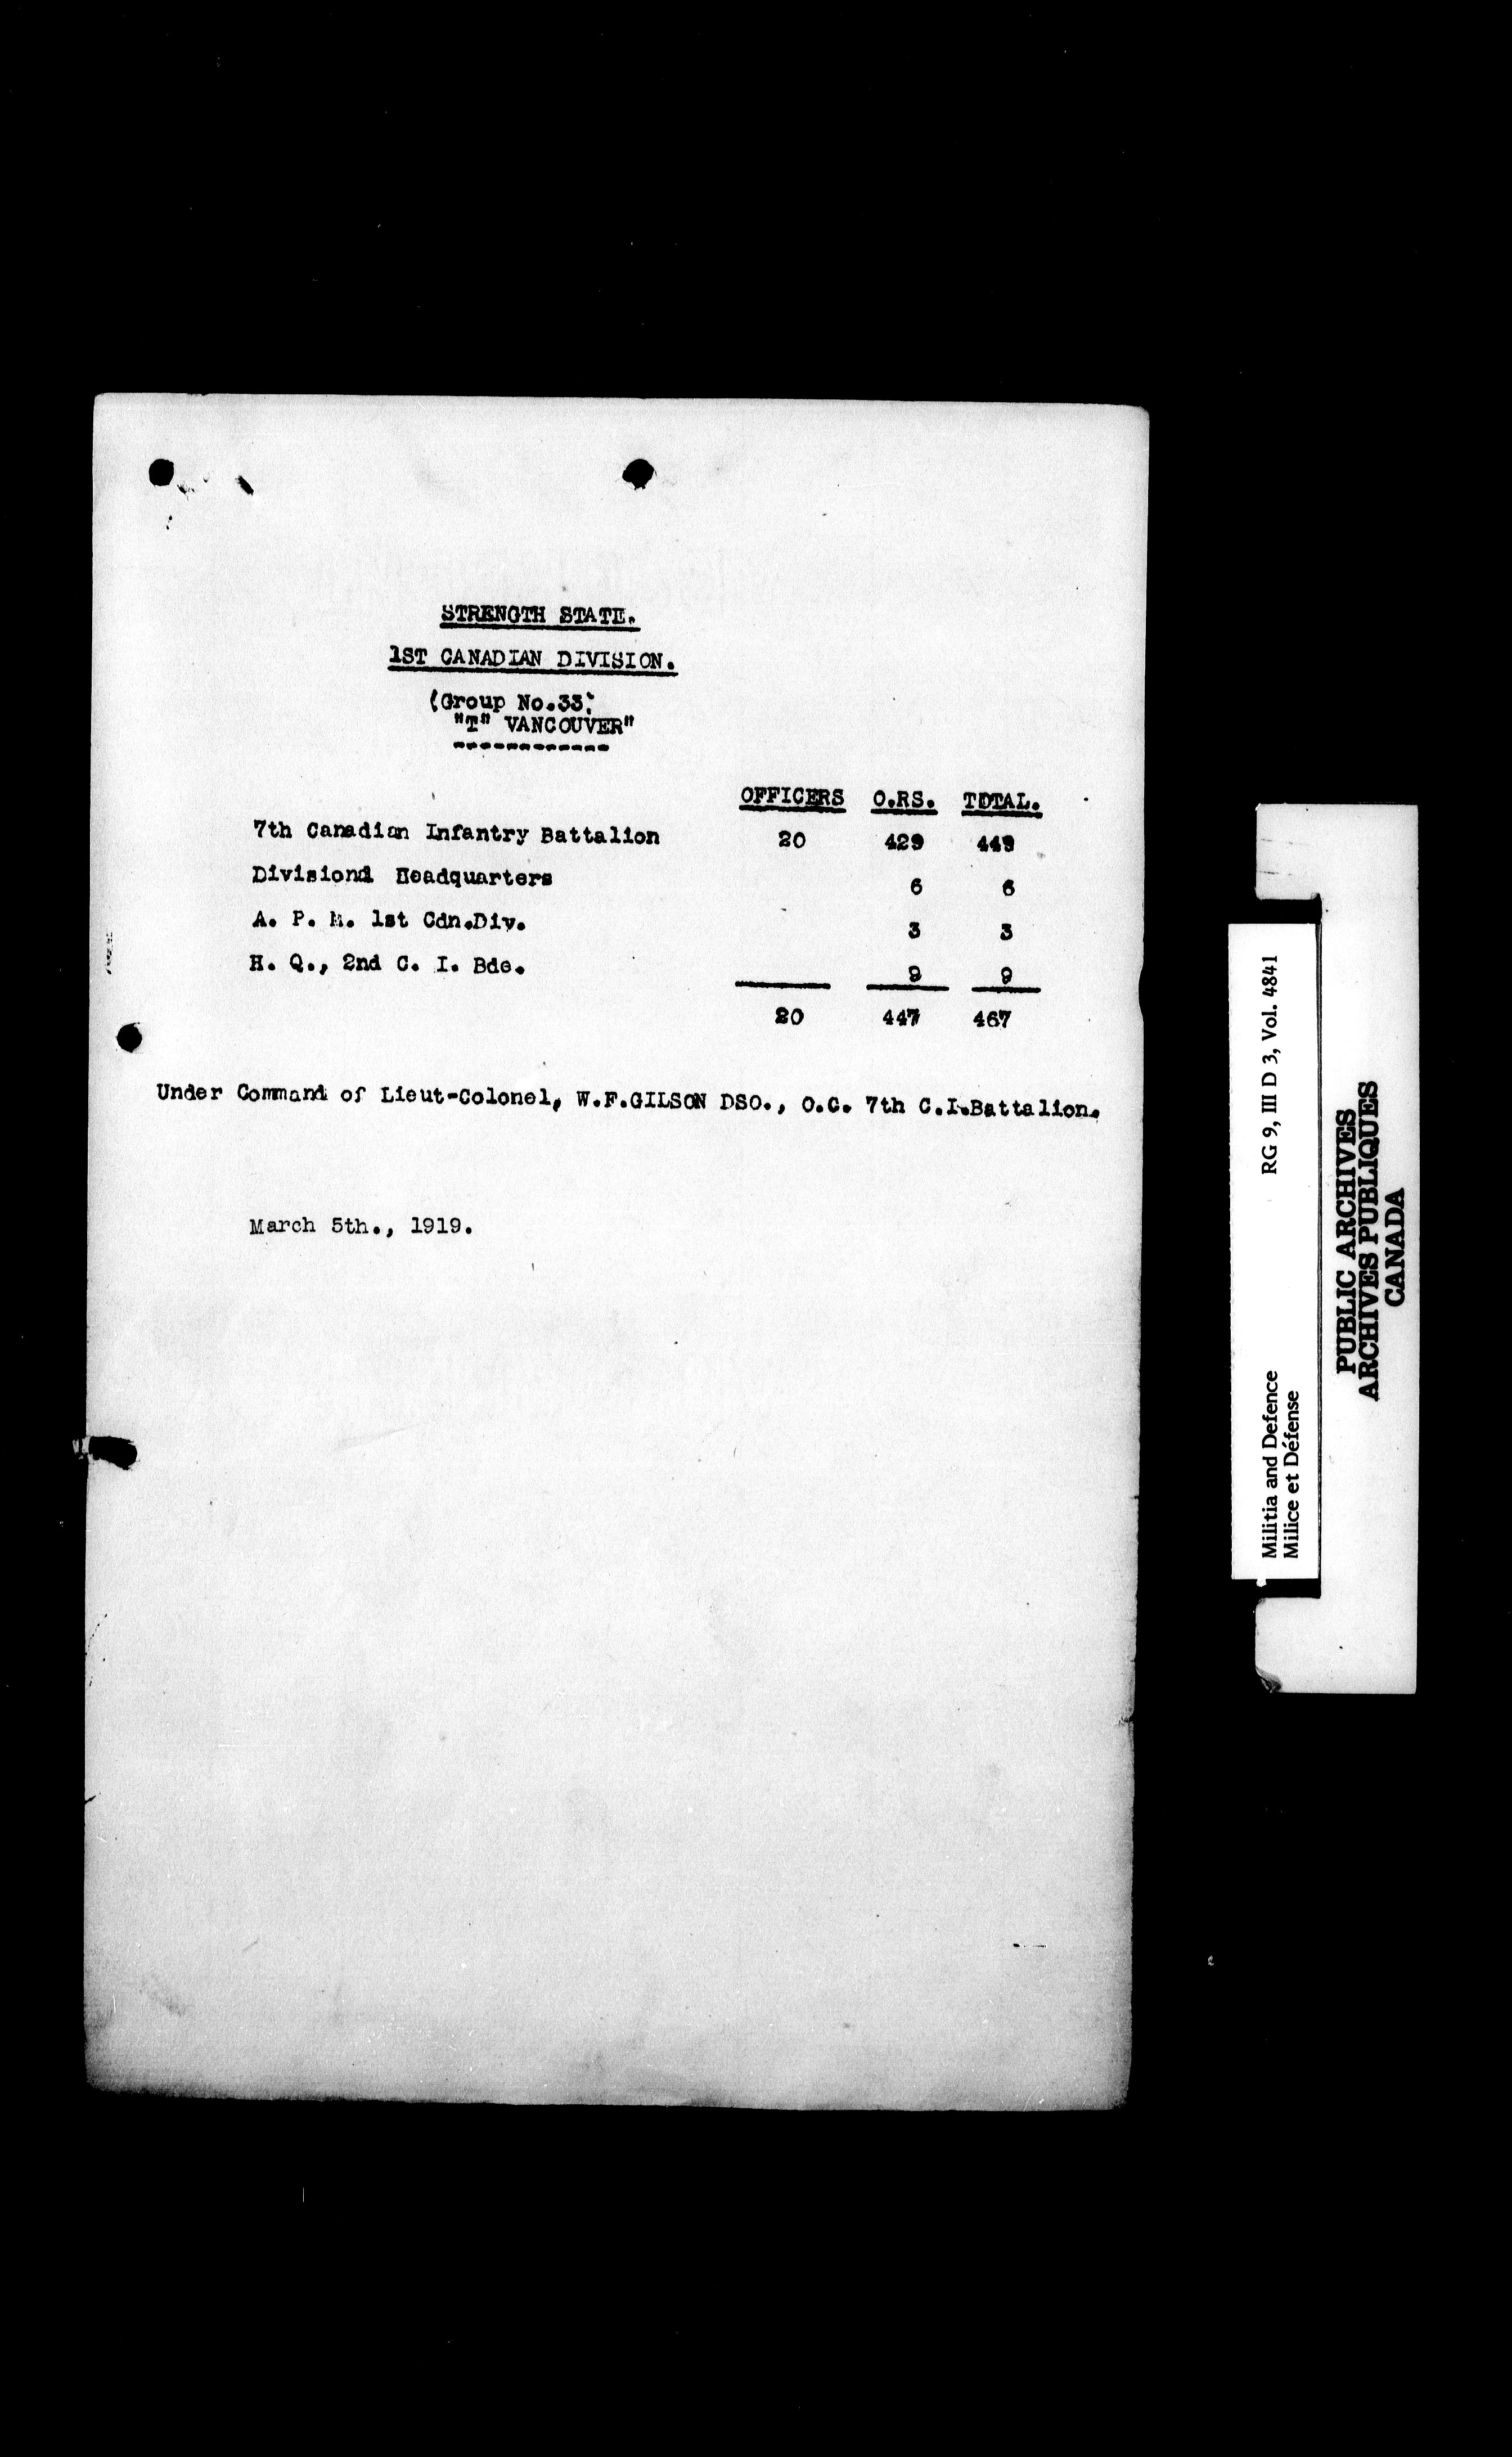 STRENGTH STATE.
1ST CANADIAN DIVISION.
(Group No.33)
"T" VANCOUVER"
------------
OFFICERS O.RS. TOTAL.
7th Canadian Infantry Battalion 20 429 449
Divisional Headquarters 6 6
A. P. M. 1st Cdn.Div. 3 3
H. Q., 2nd C. I. Bde. 9 9
20 447 467
Under Command of Lieut-Colonel, W.F.GILSON DSO., O.C. 7th C.I.Battalion.
March 5th., 1919.
Militia and Defence RG 9, III D 3, Vol. 4841
Milice et Défense
PUBLIC ARCHIVES
ARCHIVES PUBLIQUES
CANADA